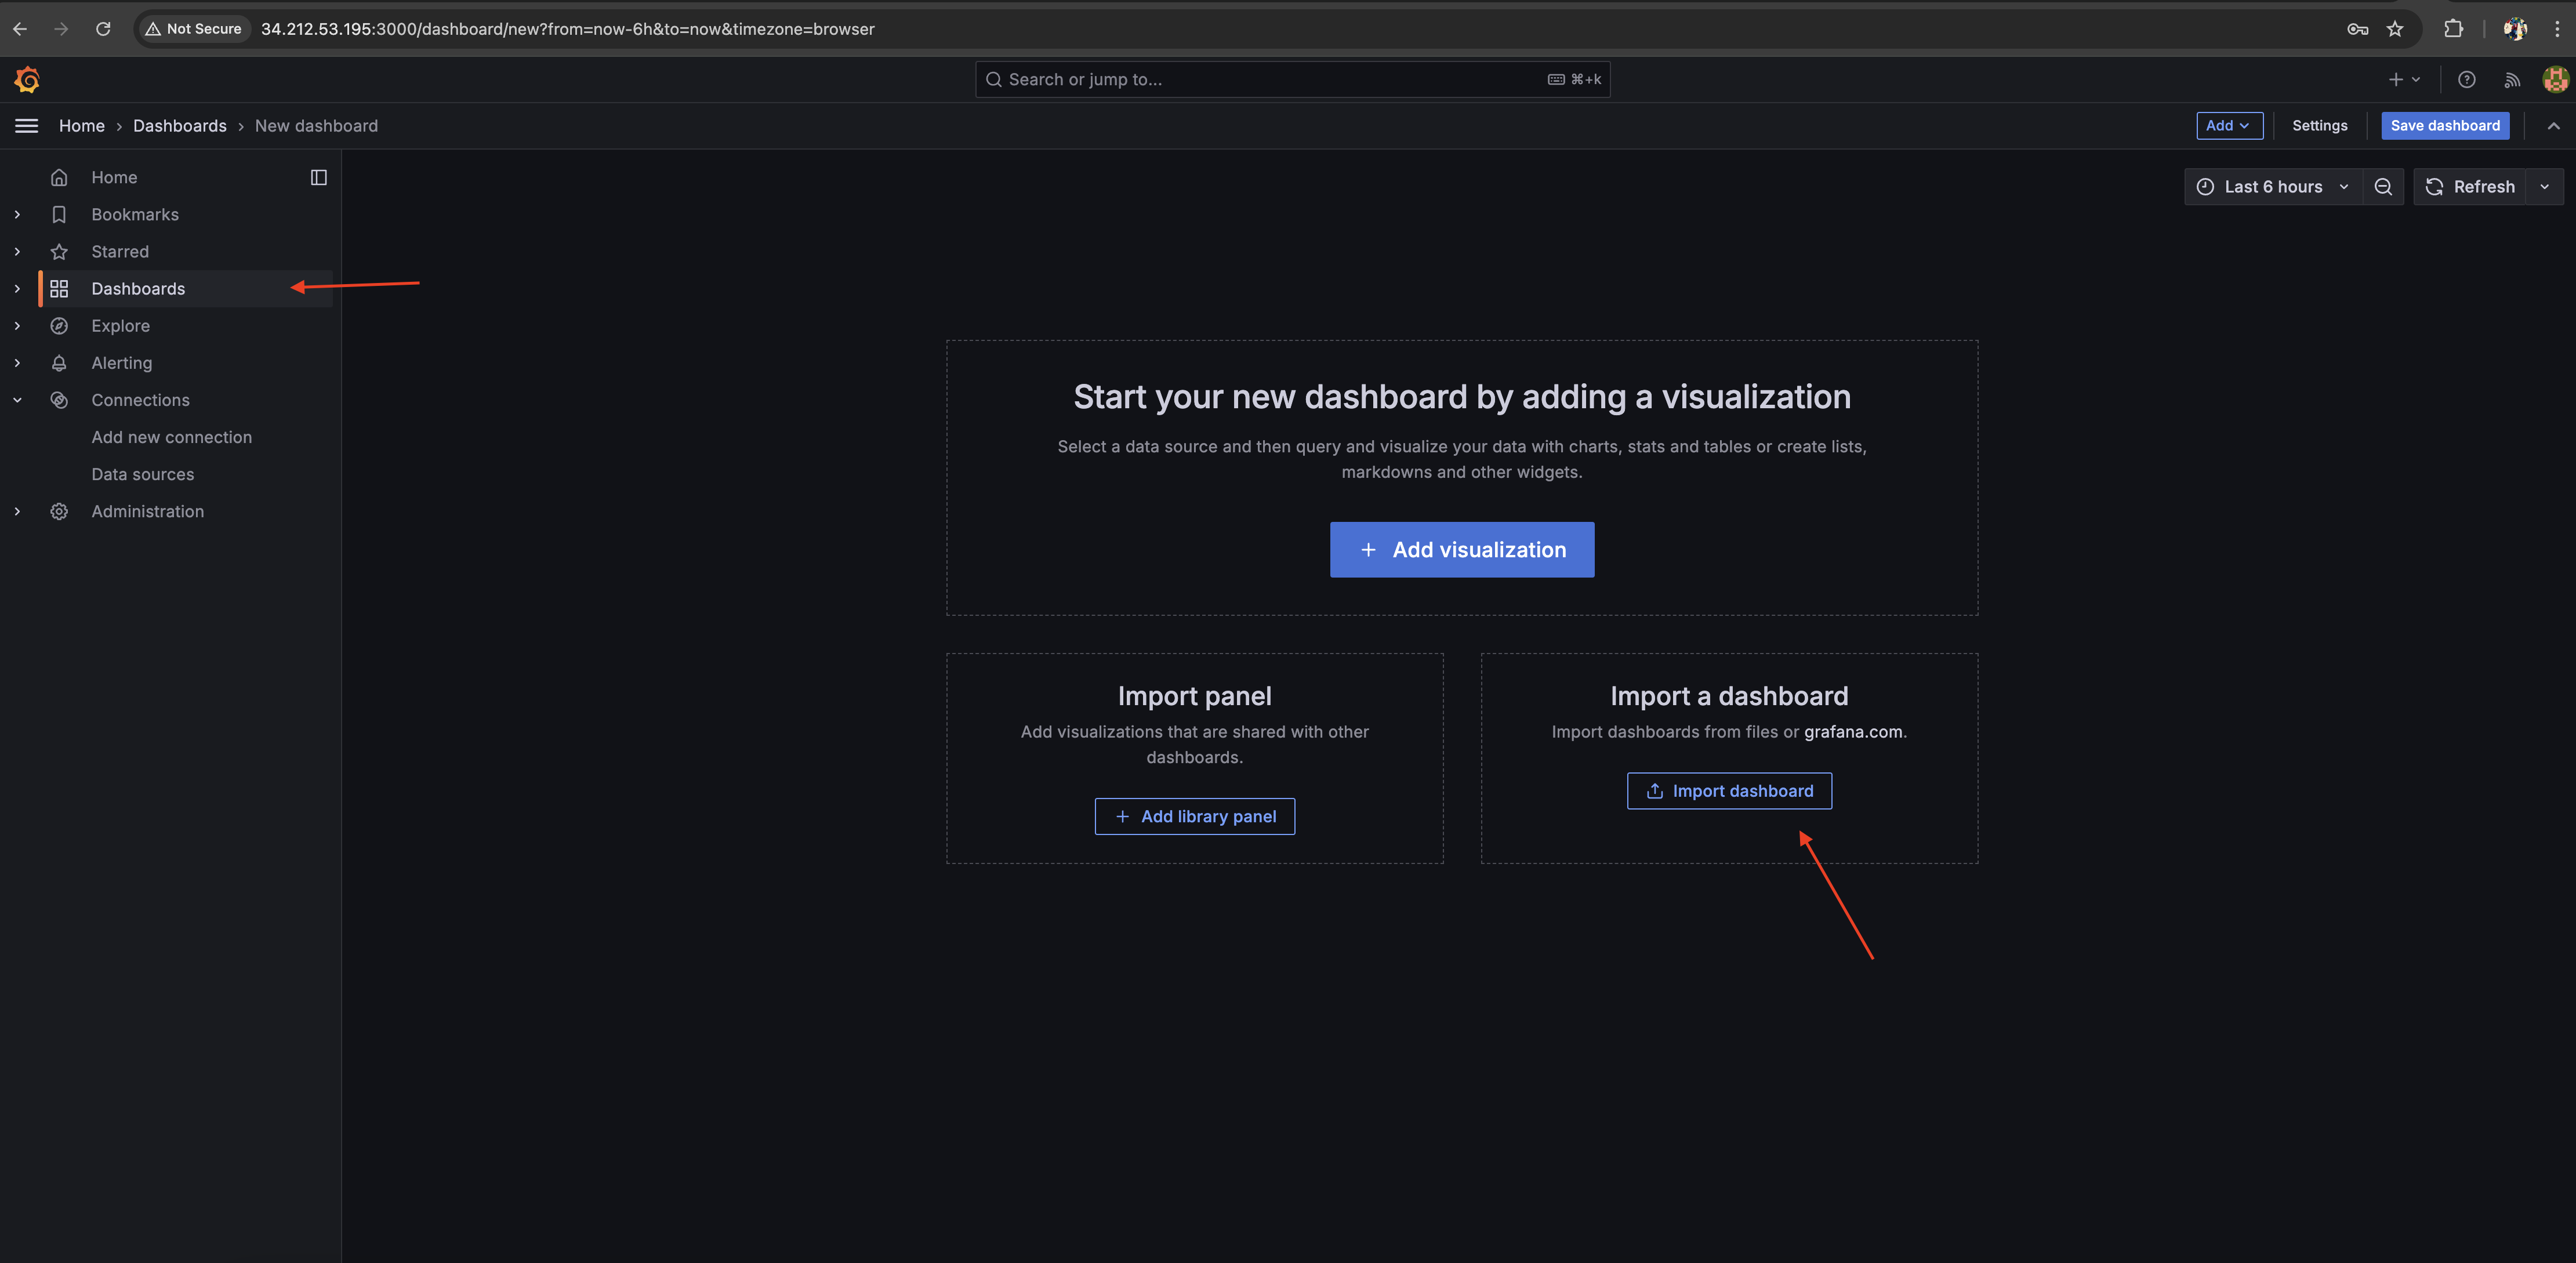 Not Secure 34.212.53.195:3000/dashboard/new?from=now-6h&to=now&timezone=browser
Search or jump to... ⌘+k
Home › Dashboards › New dashboard Add Settings Save dashboard
Home
Bookmarks
Starred
Dashboards
Explore
Alerting
Connections
Add new connection
Data sources
Administration
Last 6 hours Refresh
Start your new dashboard by adding a visualization
Select a data source and then query and visualize your data with charts, stats and tables or create lists,
markdowns and other widgets.
+ Add visualization
Import panel
Add visualizations that are shared with other
dashboards.
+ Add library panel
Import a dashboard
Import dashboards from files or grafana.com.
Import dashboard